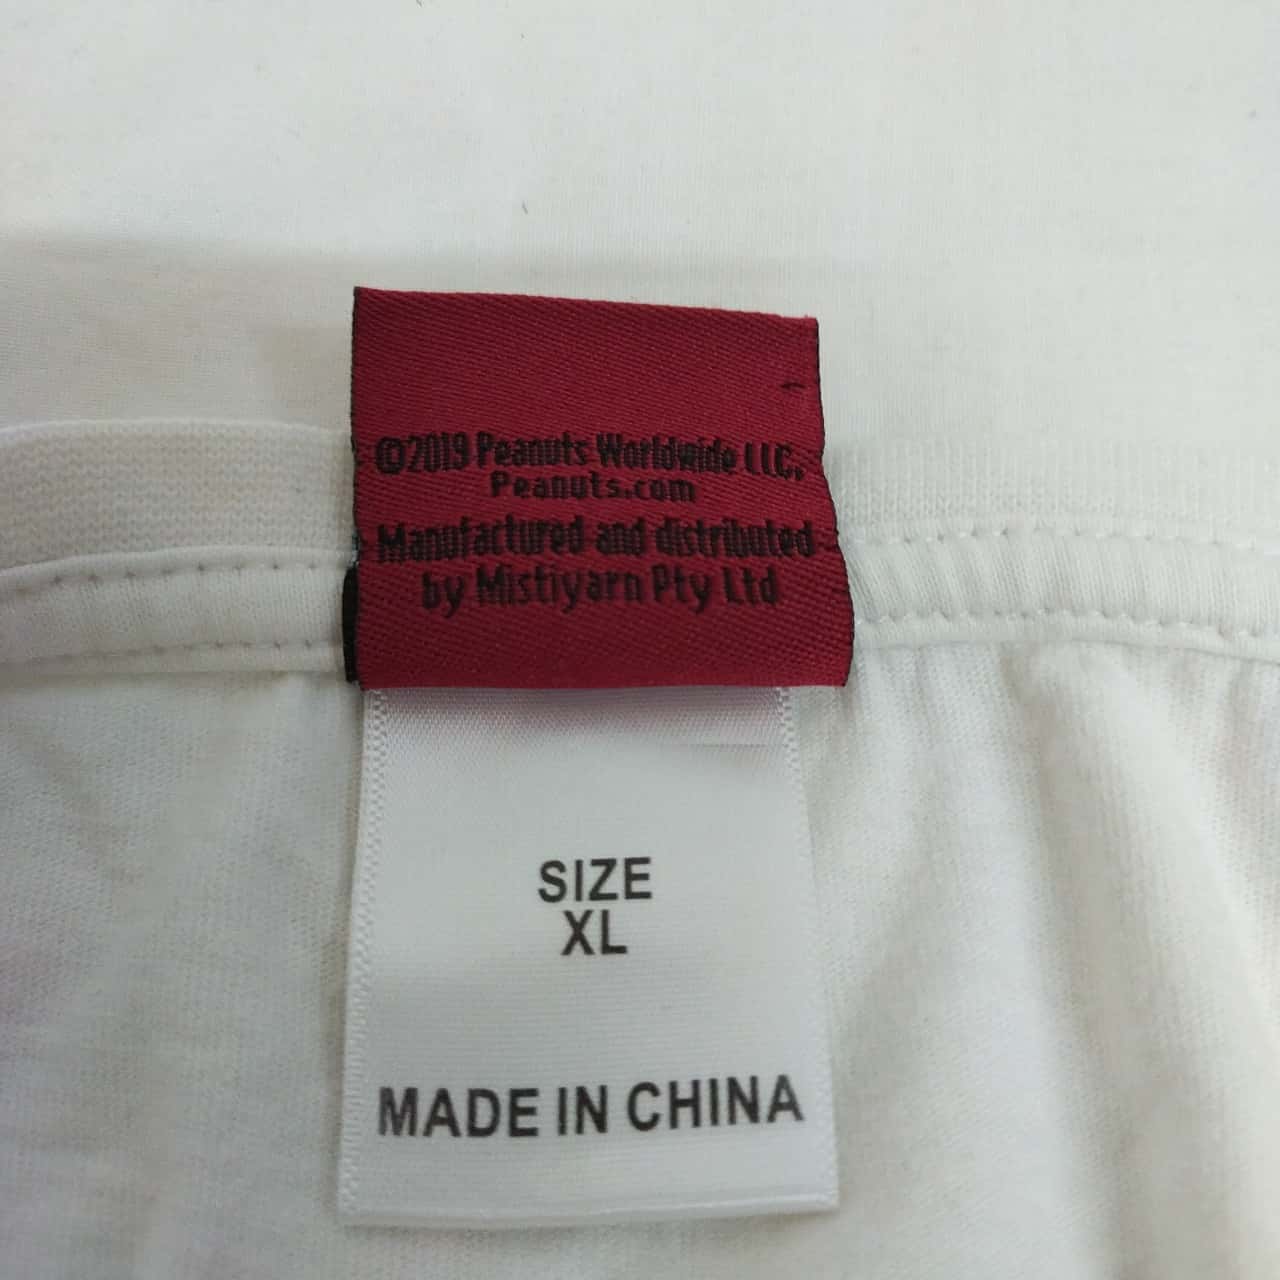 ©2019 Peanuts Worldwide LLC,
Peanuts.com
Manufactured and distributed
by Mistiyarn Pty Ltd
SIZE
XL
MADE IN CHINA